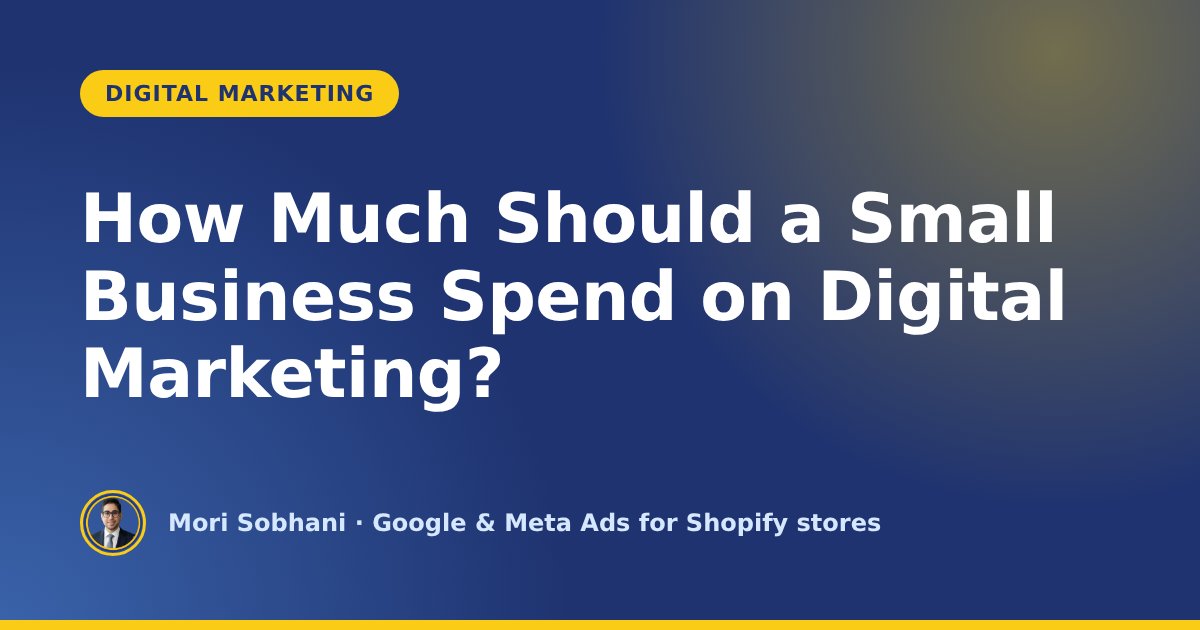 DIGITAL MARKETING
How Much Should a Small
Business Spend on Digital
Marketing?
Mori Sobhani · Google & Meta Ads for Shopify stores